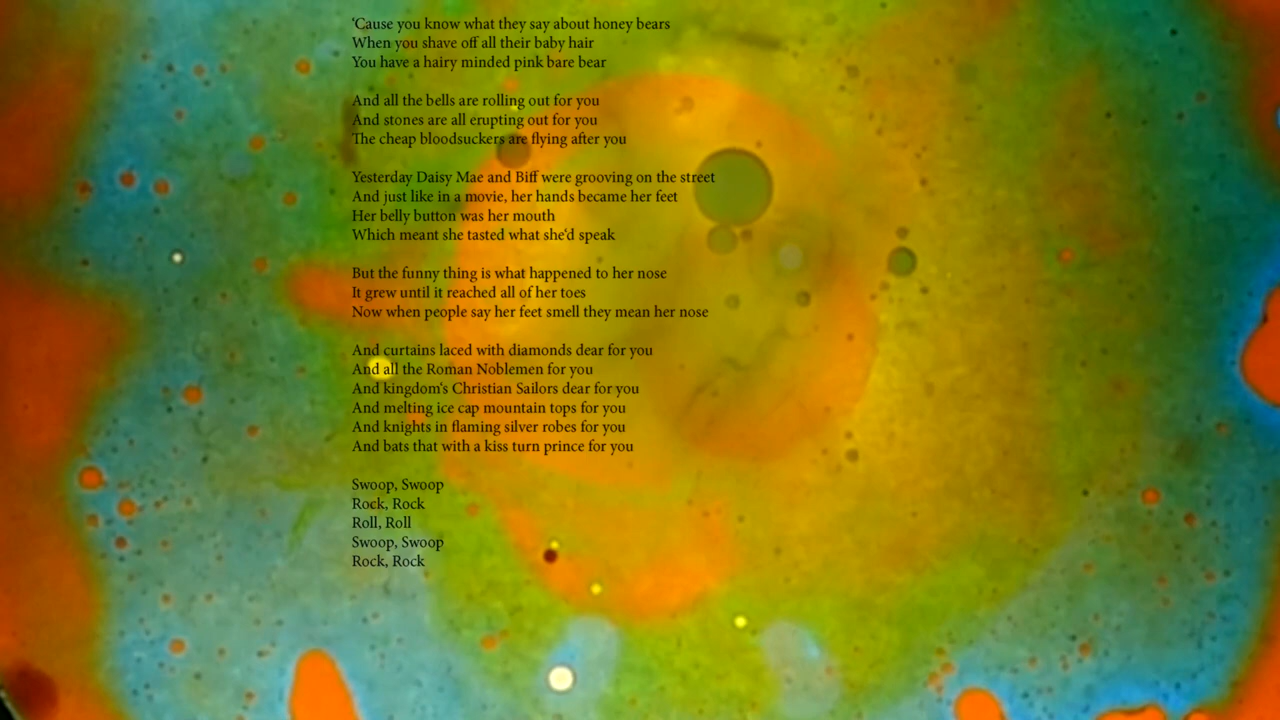 ‘Cause you know what they say about honey bears
When you shave off all their baby hair
You have a hairy minded pink bare bear
And all the bells are rolling out for you
And stones are all erupting out for you
The cheap bloodsuckers are flying after you
Yesterday Daisy Mae and Biff were grooving on the street
And just like in a movie, her hands became her feet
Her belly button was her mouth
Which meant she tasted what she‘d speak
But the funny thing is what happened to her nose
It grew until it reached all of her toes
Now when people say her feet smell they mean her nose
And curtains laced with diamonds dear for you
And all the Roman Noblemen for you
And kingdom‘s Christian Sailors dear for you
And melting ice cap mountain tops for you
And knights in flaming silver robes for you
And bats that with a kiss turn prince for you
Swoop, Swoop
Rock, Rock
Roll, Roll
Swoop, Swoop
Rock, Rock